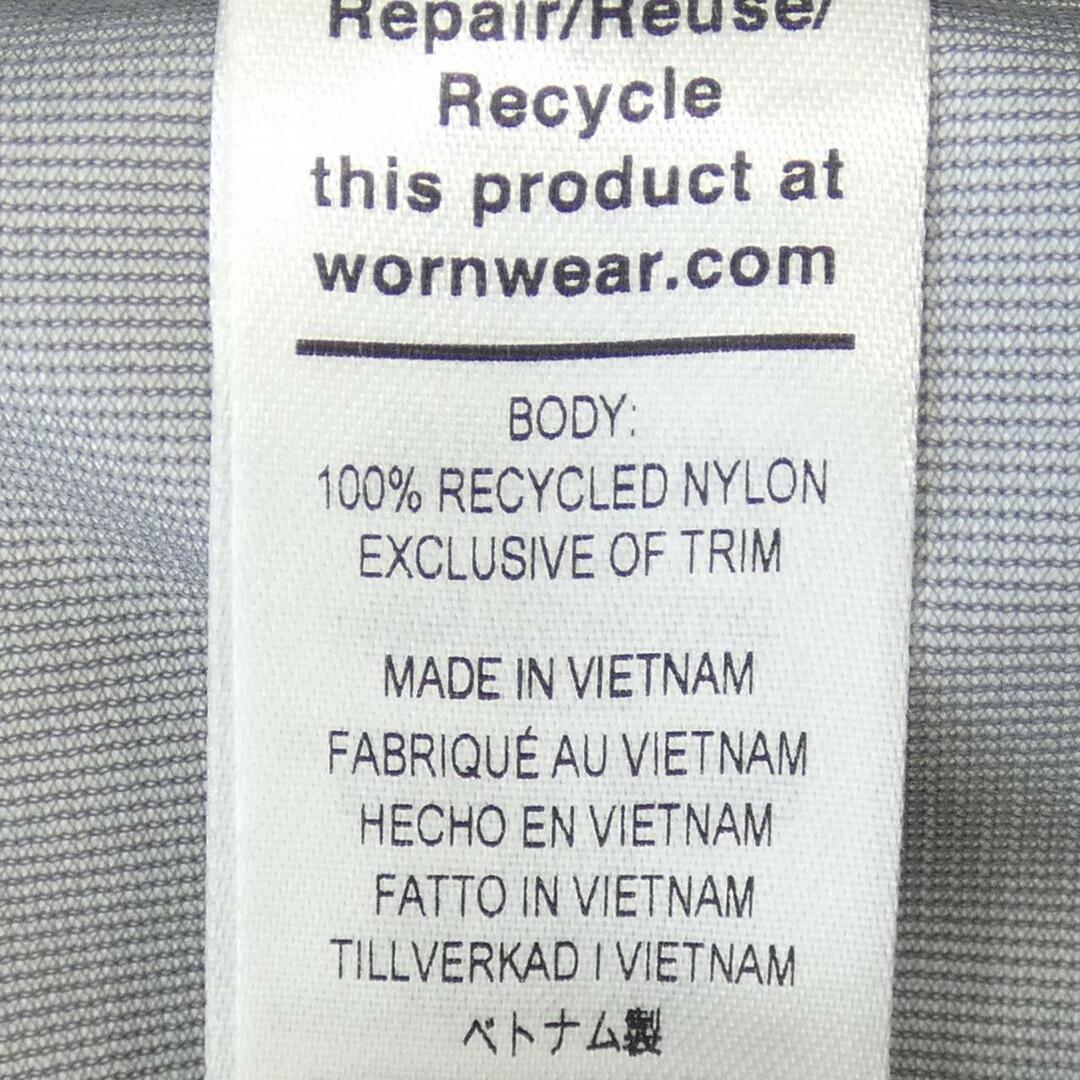 Repair/Reuse/
Recycle
this product at
wornwear.com
BODY:
100% RECYCLED NYLON
EXCLUSIVE OF TRIM
MADE IN VIETNAM
FABRIQUÉ AU VIETNAM
HECHO EN VIETNAM
FATTO IN VIETNAM
TILLVERKAD I VIETNAM
ベトナム製